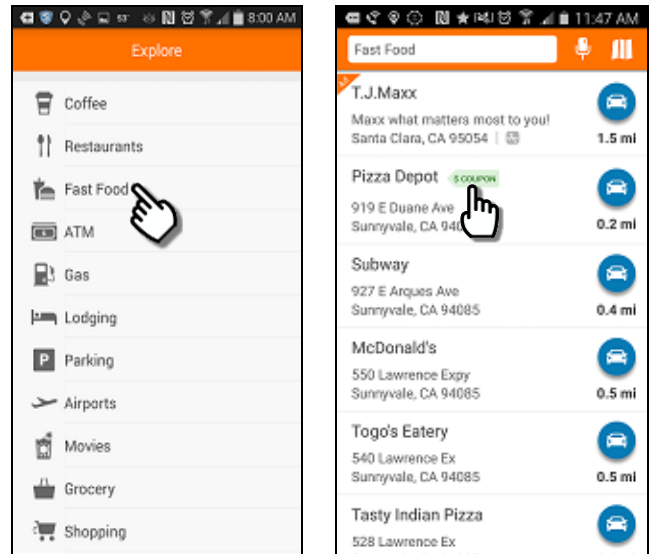 8:00 AM
Explore
Coffee
Restaurants
Fast Food
ATM
Gas
Lodging
P
Parking
Airports
Movies
Grocery
Shopping
11:47 AM
Fast Food
Ad
T.J.Maxx
Maxx what matters most to you!
Santa Clara, CA 95054
1.5 mi
Pizza Depot $ COUPON
919 E Duane Ave
Sunnyvale, CA
0.2 mi
Subway
927 E Arques Ave
Sunnyvale, CA 94085
0.4 mi
McDonald's
550 Lawrence Expy
Sunnyvale, CA 94085
0.5 mi
Togo's Eatery
540 Lawrence Ex
Sunnyvale, CA 94085
0.5 mi
Tasty Indian Pizza
528 Lawrence Ex